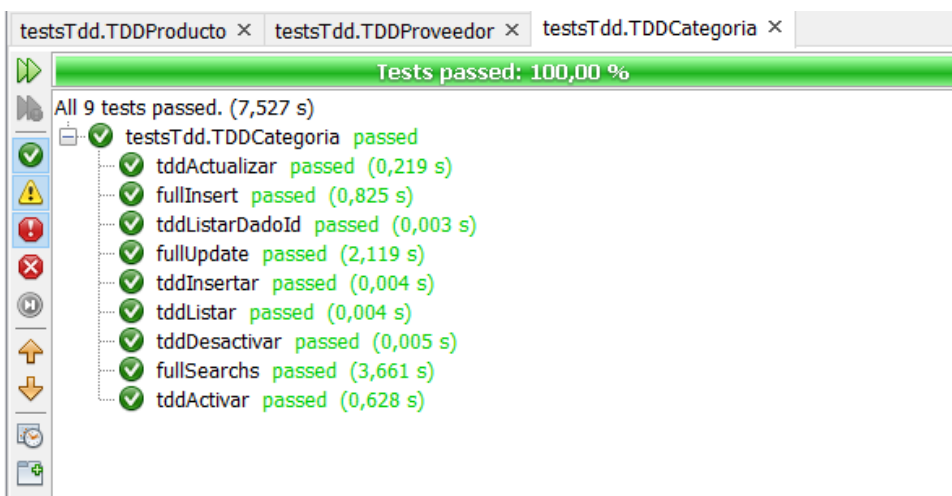 testsTdd.TDDProducto × testsTdd.TDDProveedor × testsTdd.TDDCategoria ×
Tests passed: 100,00 %
All 9 tests passed. (7,527 s)
testsTdd.TDDCategoria passed
tddActualizar passed (0,219 s)
fullInsert passed (0,825 s)
tddListarDadoId passed (0,003 s)
fullUpdate passed (2,119 s)
tddInsertar passed (0,004 s)
tddListar passed (0,004 s)
tddDesactivar passed (0,005 s)
fullSearchs passed (3,661 s)
tddActivar passed (0,628 s)